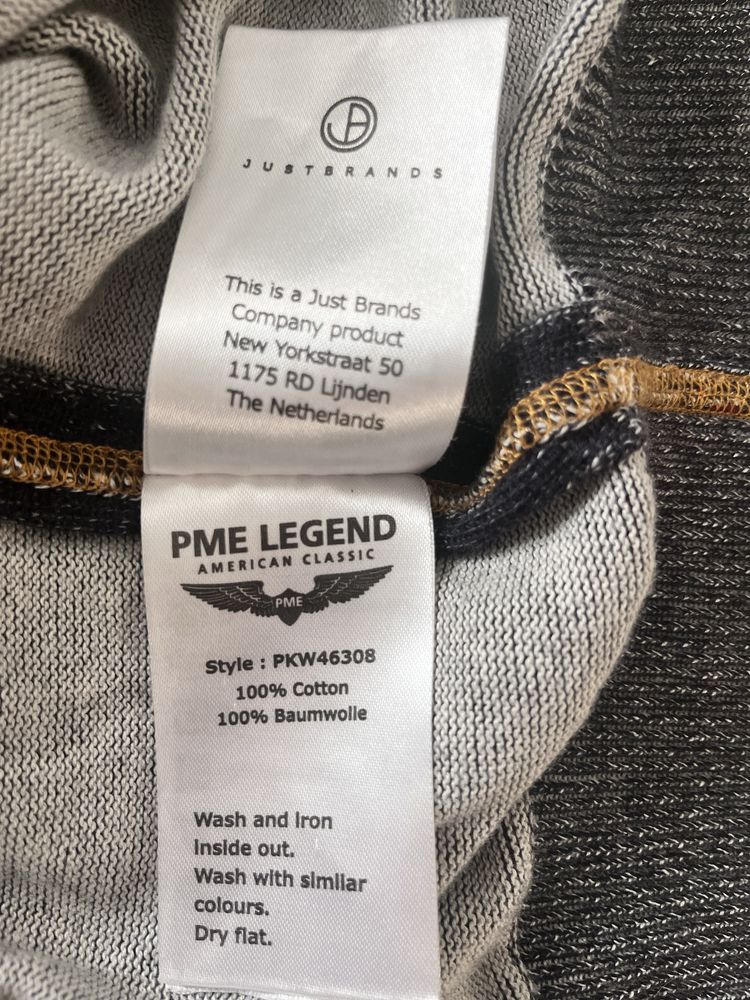 JB
JUSTBRANDS
This is a Just Brands
Company product
New Yorkstraat 50
1175 RD Lijnden
The Netherlands
PME LEGEND
AMERICAN CLASSIC
PME
Style : PKW46308
100% Cotton
100% Baumwolle
Wash and Iron
inside out.
Wash with similar
colours.
Dry flat.